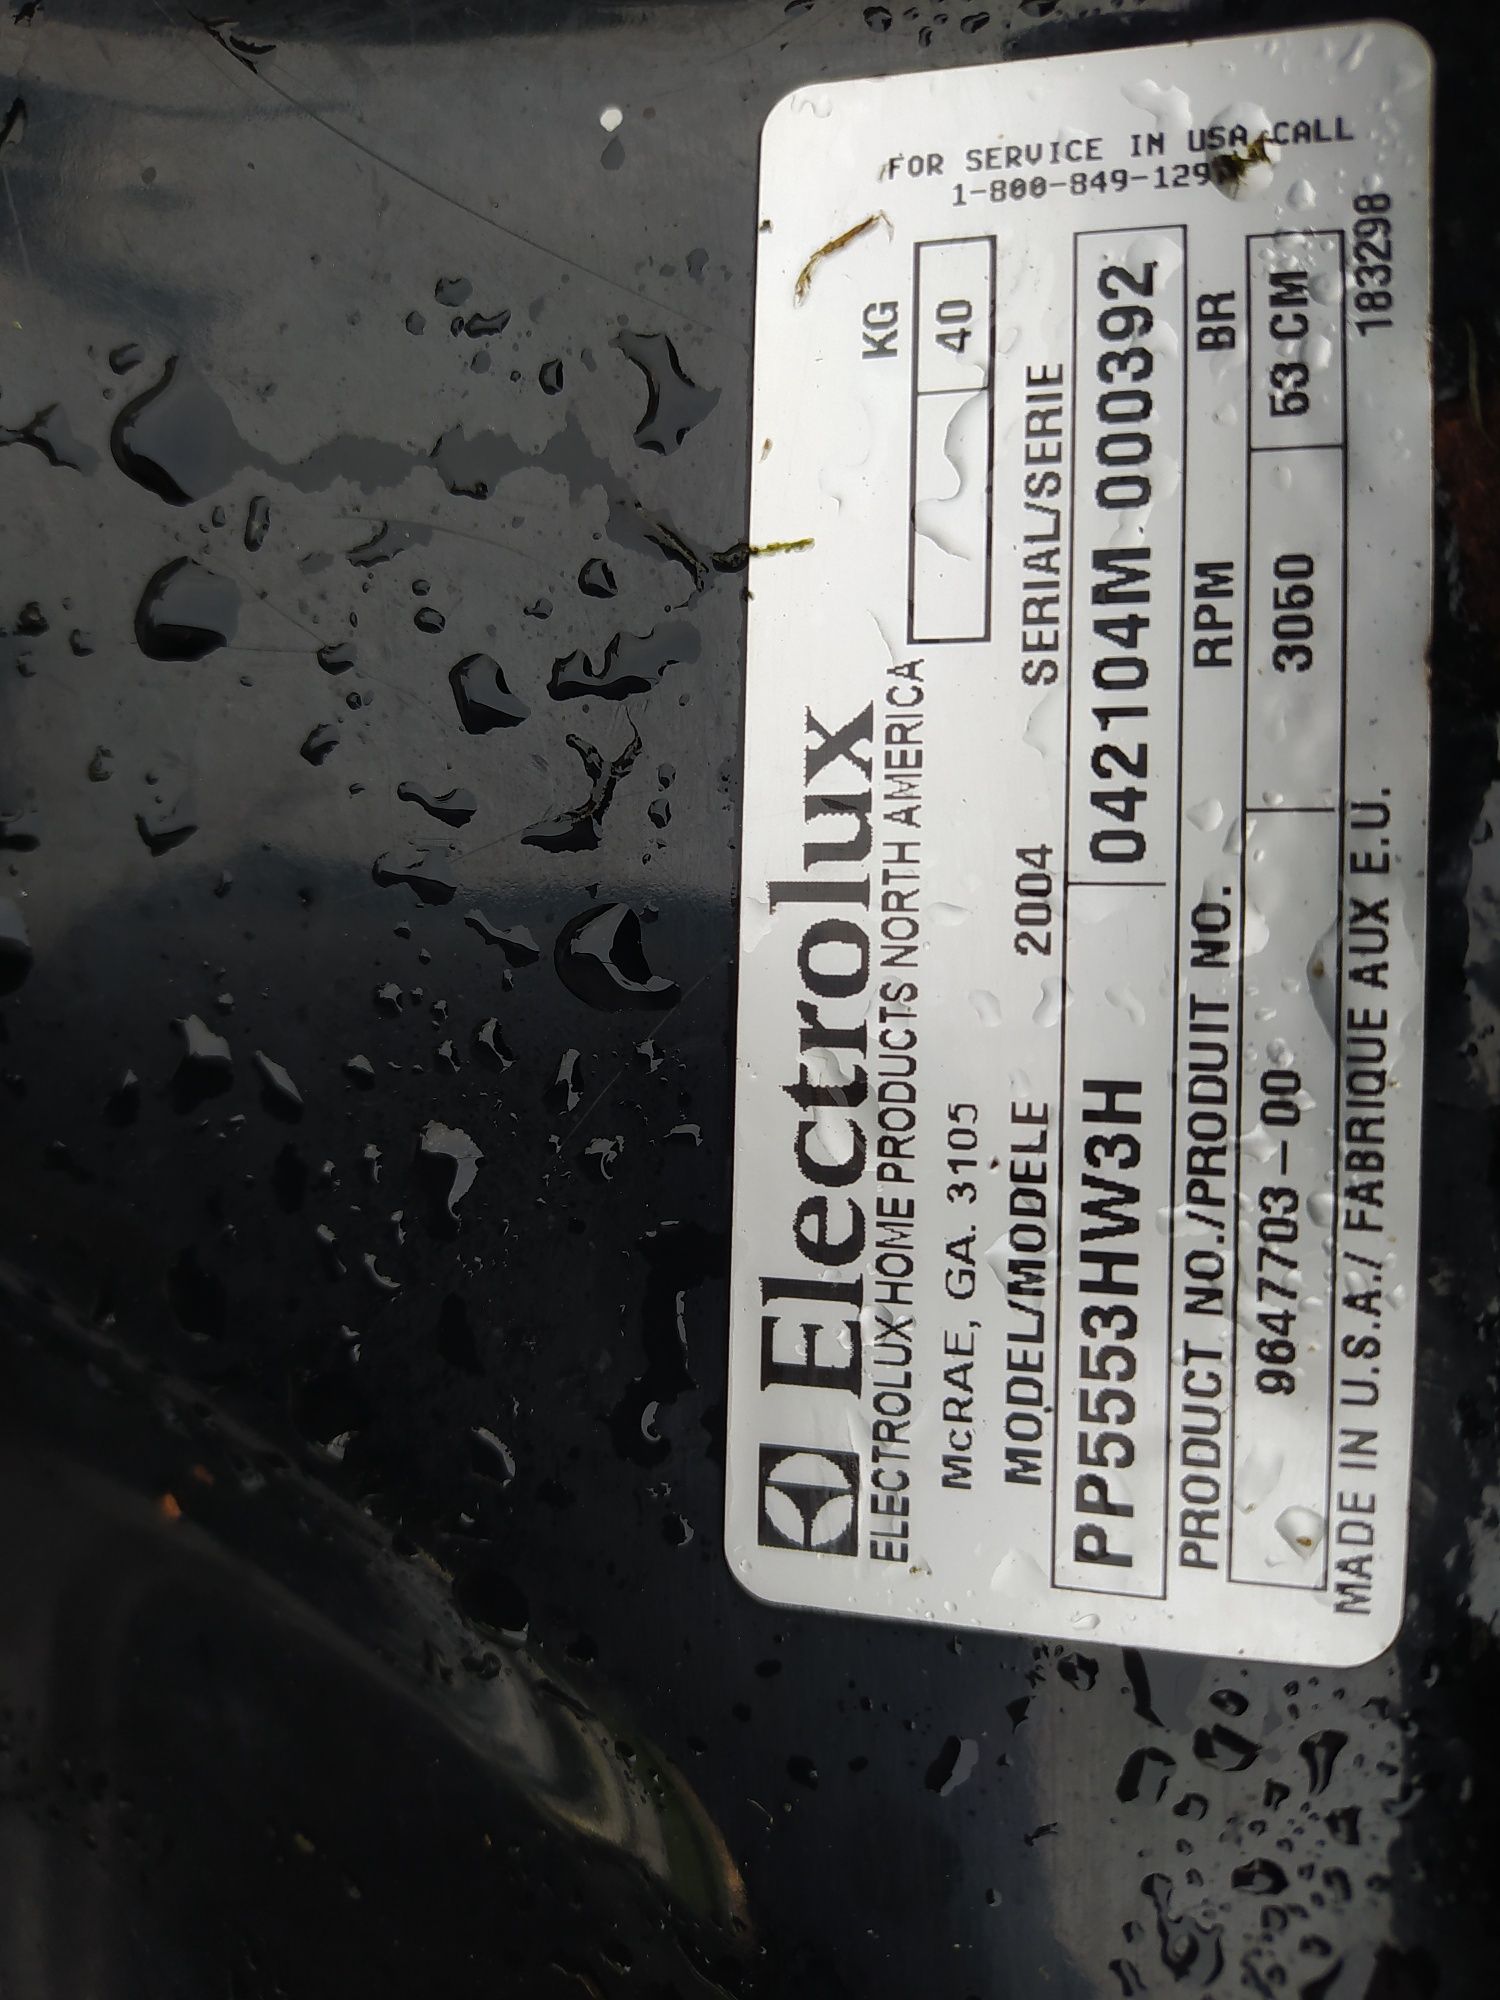 Electrolux
ELECTROLUX HOME PRODUCTS NORTH AMERICA
McRAE, GA. 3105
KG
40
FOR SERVICE IN USA CALL
1-800-849-129
MODEL/MODELE 2004 SERIAL/SERIE
PP5553HW3H 042104M 000392
PRODUCT NO./PRODUIT NO. RPM BR
9647703-00 3060 53 CM
MADE IN U.S.A./ FABRIQUE AUX E.U. 183298